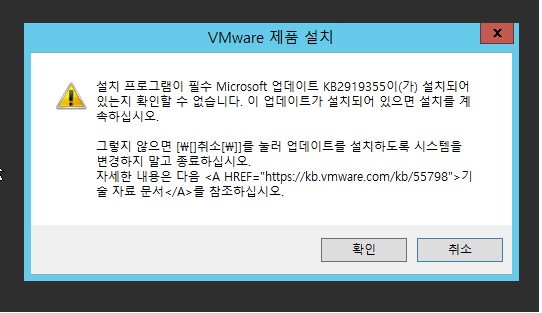 VMware 제품 설치
x
설치 프로그램이 필수 Microsoft 업데이트 KB2919355이(가) 설치되어
있는지 확인할 수 없습니다. 이 업데이트가 설치되어 있으면 설치를 계
속하십시오.
그렇지 않으면 [₩[]취소[₩]]를 눌러 업데이트를 설치하도록 시스템을
변경하지 말고 종료하십시오.
자세한 내용은 다음 <A HREF="https://kb.vmware.com/kb/55798">기
술 자료 문서</A>를 참조하십시오.
확인
취소